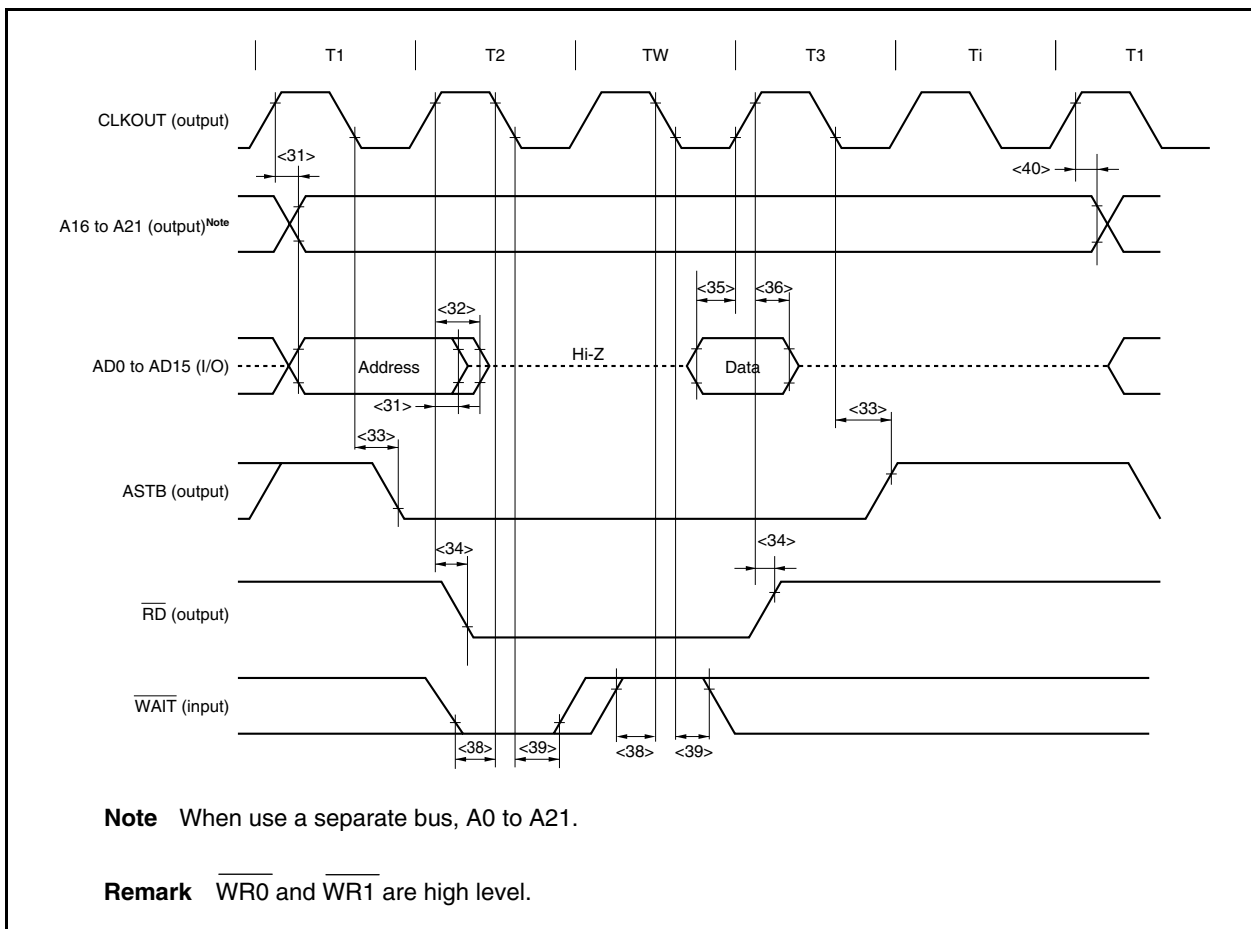 T1 T2 TW T3 Ti T1
CLKOUT (output)
<31>
<40>
A16 to A21 (output)Note
<35> <36>
<32>
Hi-Z
AD0 to AD15 (I/O)
Address
Data
<31>
<33>
<33>
ASTB (output)
<34>
<34>
RD (output)
WAIT (input)
<38> <39> <38> <39>
Note When use a separate bus, A0 to A21.
Remark WR0 and WR1 are high level.